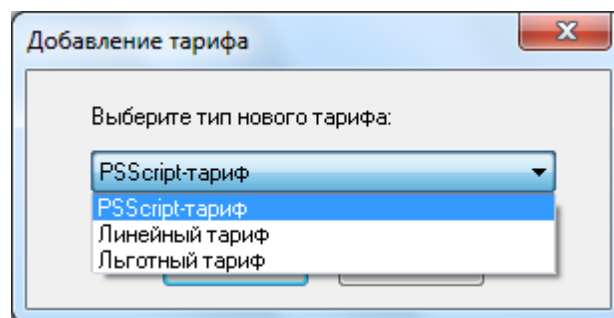 Добавление тарифа
Выберите тип нового тарифа:
PSScript-тариф
PSScript-тариф
Линейный тариф
Льготный тариф